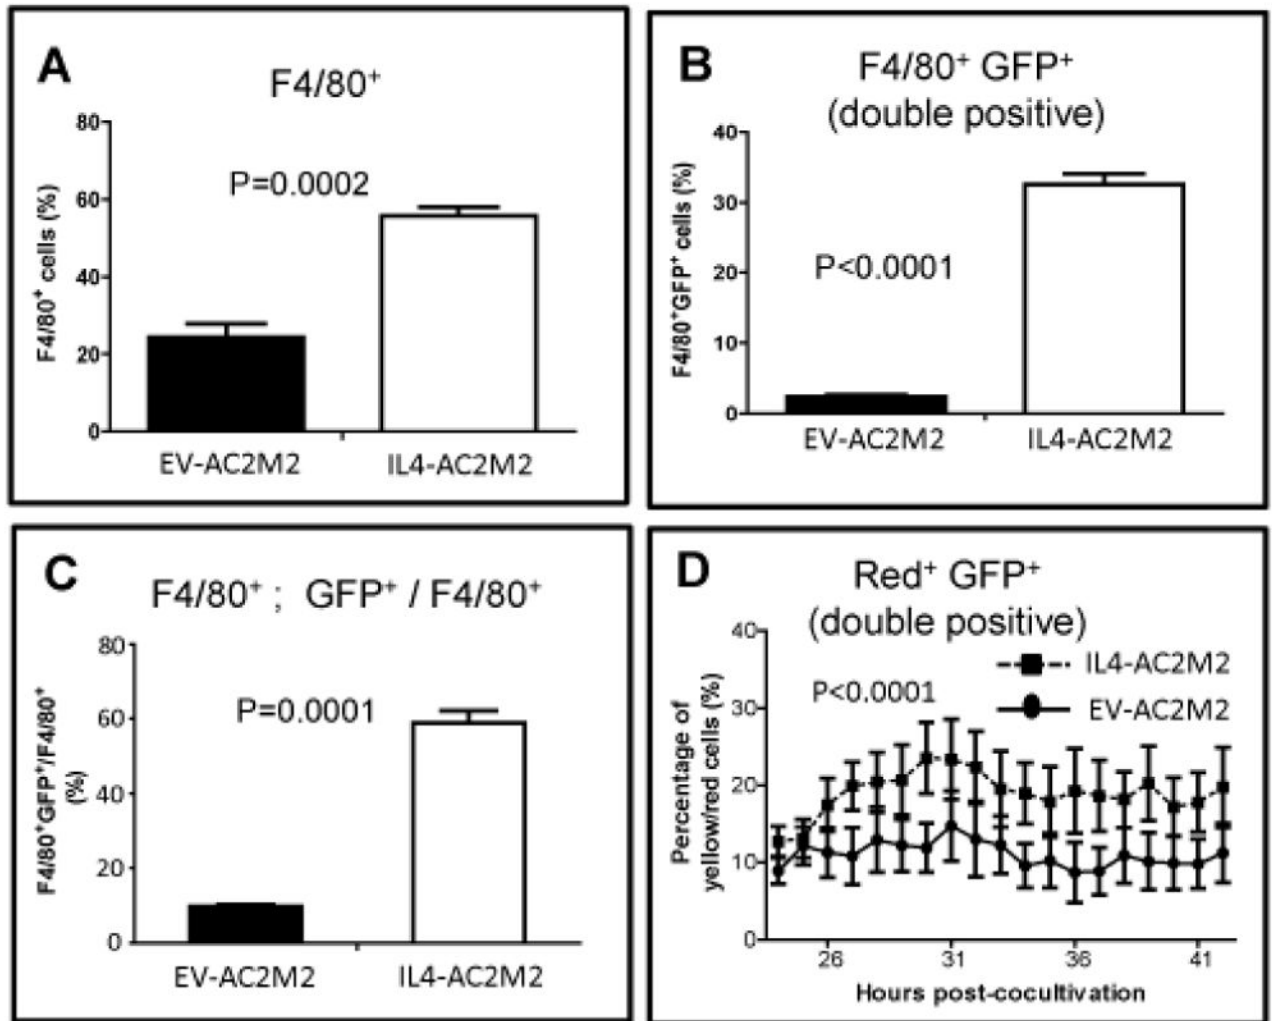 A
F4/80⁺
80
60
40
20
0
F4/80⁺ cells (%)
P=0.0002
EV-AC2M2
IL4-AC2M2
B
F4/80⁺ GFP⁺
(double positive)
40
30
20
10
0
F4/80⁺GFP⁺ cells (%)
P<0.0001
EV-AC2M2
IL4-AC2M2
C
F4/80⁺ ; GFP⁺ / F4/80⁺
80
60
40
20
0
F4/80⁺GFP⁺/F4/80⁺
(%)
P=0.0001
EV-AC2M2
IL4-AC2M2
D
Red⁺ GFP⁺
(double positive)
40
30
20
10
0
Percentage of
yellow/red cells (%)
P<0.0001
IL4-AC2M2
EV-AC2M2
26
31
36
41
Hours post-cocultivation